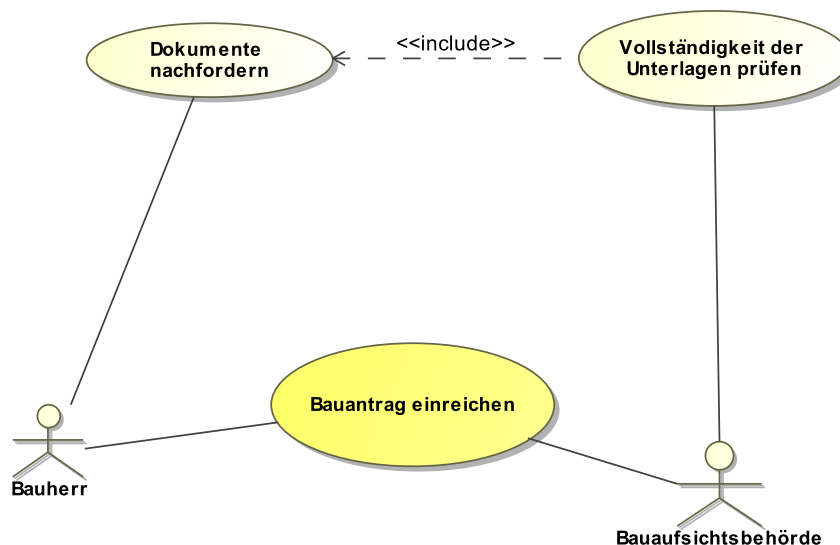 Dokumente
nachfordern
<<include>>
Vollständigkeit der
Unterlagen prüfen
Bauantrag einreichen
Bauherr
Bauaufsichtsbehörde